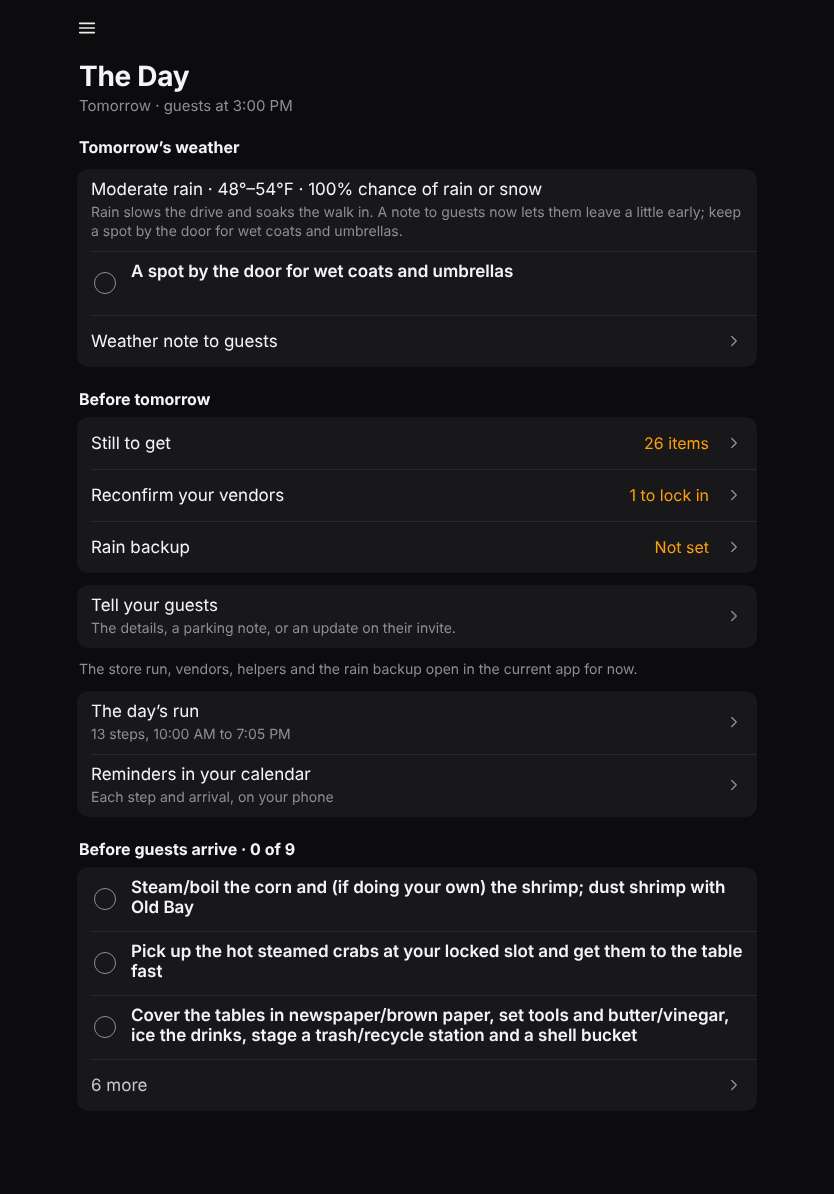 The Day
Tomorrow · guests at 3:00 PM
Tomorrow’s weather
Moderate rain · 48°–54°F · 100% chance of rain or snow
Rain slows the drive and soaks the walk in. A note to guests now lets them leave a little early; keep
a spot by the door for wet coats and umbrellas.
A spot by the door for wet coats and umbrellas
Weather note to guests
Before tomorrow
Still to get 26 items
Reconfirm your vendors 1 to lock in
Rain backup Not set
Tell your guests
The details, a parking note, or an update on their invite.
The store run, vendors, helpers and the rain backup open in the current app for now.
The day’s run
13 steps, 10:00 AM to 7:05 PM
Reminders in your calendar
Each step and arrival, on your phone
Before guests arrive · 0 of 9
Steam/boil the corn and (if doing your own) the shrimp; dust shrimp with
Old Bay
Pick up the hot steamed crabs at your locked slot and get them to the table
fast
Cover the tables in newspaper/brown paper, set tools and butter/vinegar,
ice the drinks, stage a trash/recycle station and a shell bucket
6 more